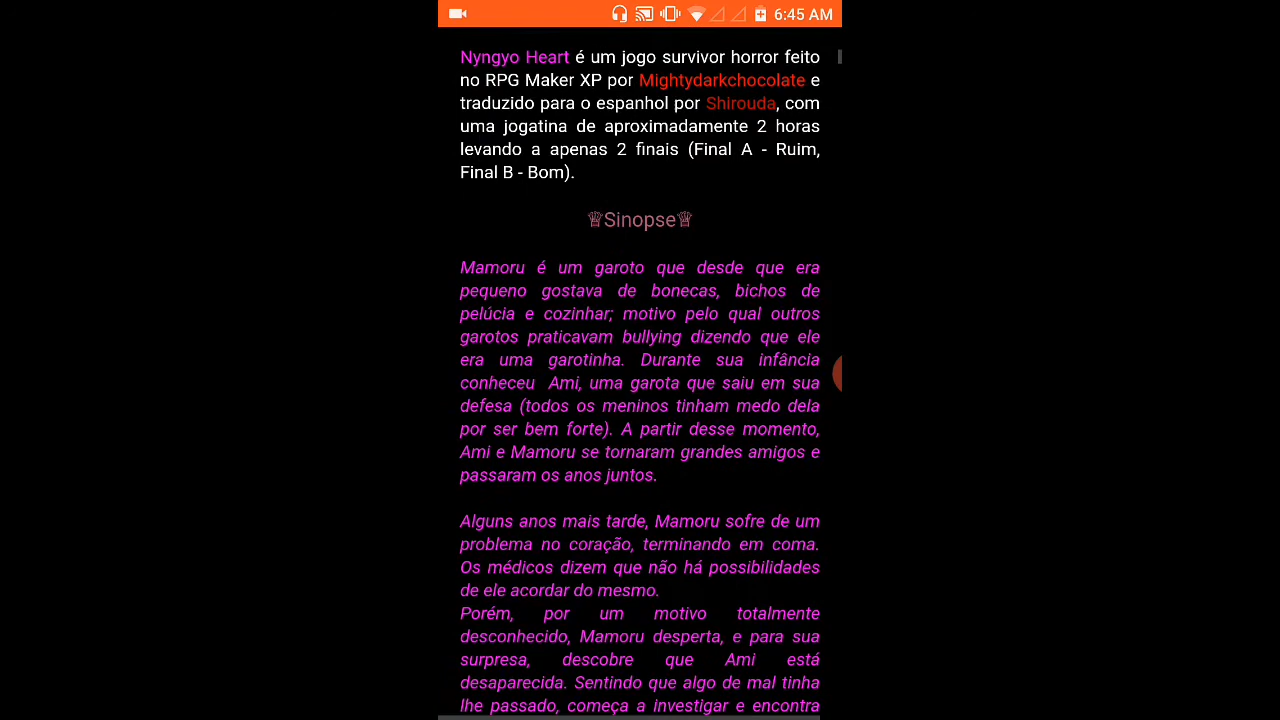 6:45 AM
Nyngyo Heart é um jogo survivor horror feito
no RPG Maker XP por Mightydarkchocolate e
traduzido para o espanhol por Shirouda, com
uma jogatina de aproximadamente 2 horas
levando a apenas 2 finais (Final A - Ruim,
Final B - Bom).
♕Sinopse♕
Mamoru é um garoto que desde que era
pequeno gostava de bonecas, bichos de
pelúcia e cozinhar; motivo pelo qual outros
garotos praticavam bullying dizendo que ele
era uma garotinha. Durante sua infância
conheceu Ami, uma garota que saiu em sua
defesa (todos os meninos tinham medo dela
por ser bem forte). A partir desse momento,
Ami e Mamoru se tornaram grandes amigos e
passaram os anos juntos.
Alguns anos mais tarde, Mamoru sofre de um
problema no coração, terminando em coma.
Os médicos dizem que não há possibilidades
de ele acordar do mesmo.
Porém, por um motivo totalmente
desconhecido, Mamoru desperta, e para sua
surpresa, descobre que Ami está
desaparecida. Sentindo que algo de mal tinha
lhe passado, começa a investigar e encontra